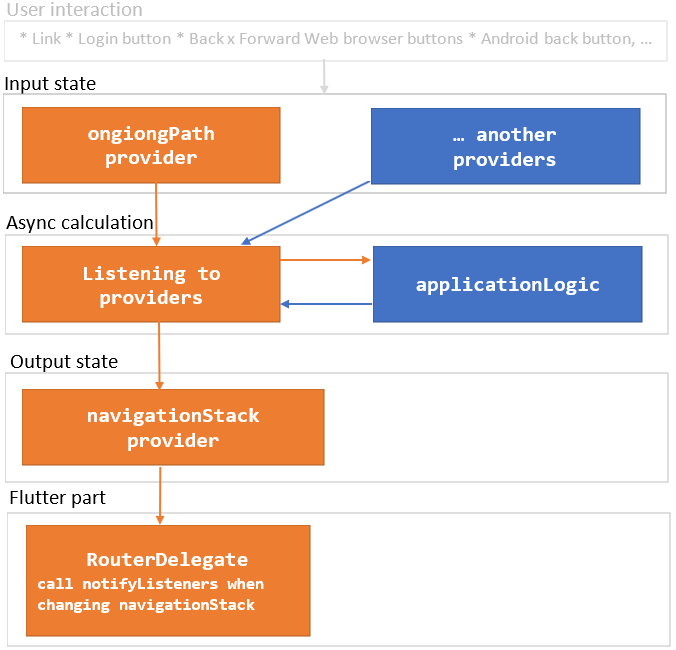 User interaction
* Link * Login button * Back x Forward Web browser buttons * Android back button, …
Input state
ongiongPath
provider
… another
providers
Async calculation
Listening to
providers
applicationLogic
Output state
navigationStack
provider
Flutter part
RouterDelegate
call notifyListeners when
changing navigationStack